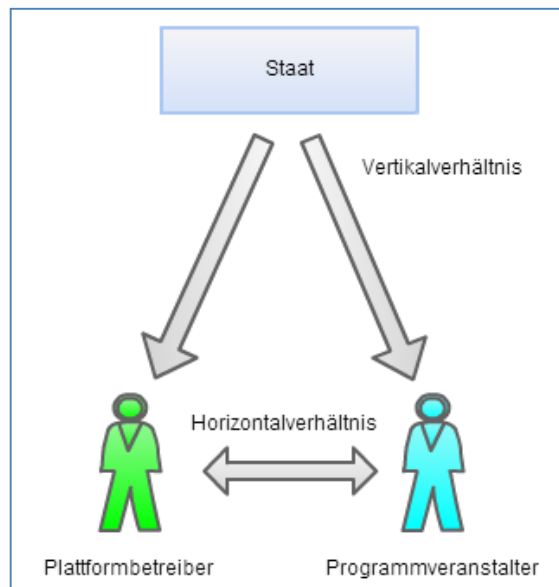 Staat
Vertikalverhältnis
Horizontalverhältnis
Plattformbetreiber
Programmveranstalter